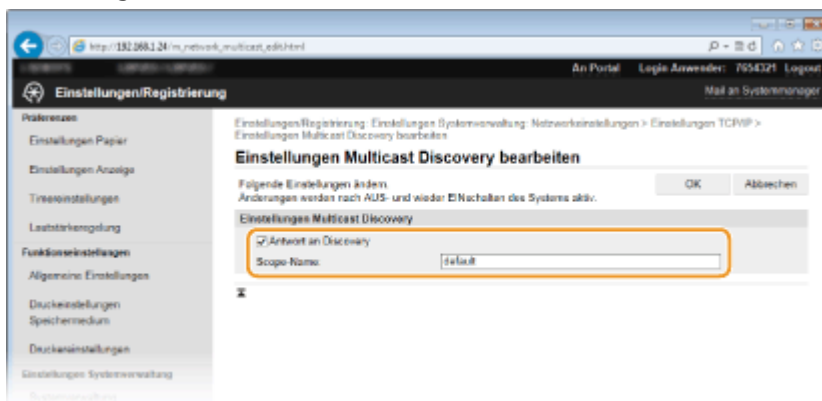 http://192.168.1.24/m_network_multicast_edit.html
An Portal Login Anwender: 7654321 Logout
Einstellungen/Registrierung
Mail an Systemmanager
Präferenzen
Einstellungen Papier
Einstellungen Anzeige
Timereinstellungen
Lautstärkeregelung
Funktionseinstellungen
Allgemeine Einstellungen
Druckeinstellungen
Speichermedium
Druckereinstellungen
Einstellungen Systemverwaltung
Einstellungen/Registrierung: Einstellungen Systemverwaltung: Netzwerkeinstellungen > Einstellungen TCP/IP >
Einstellungen Multicast Discovery bearbeiten
Einstellungen Multicast Discovery bearbeiten
Folgende Einstellungen ändern.
Änderungen werden nach AUS- und wieder EINschalten des Systems aktiv.
OK Abbrechen
Einstellungen Multicast Discovery
Antwort an Discovery
Scope-Name: default